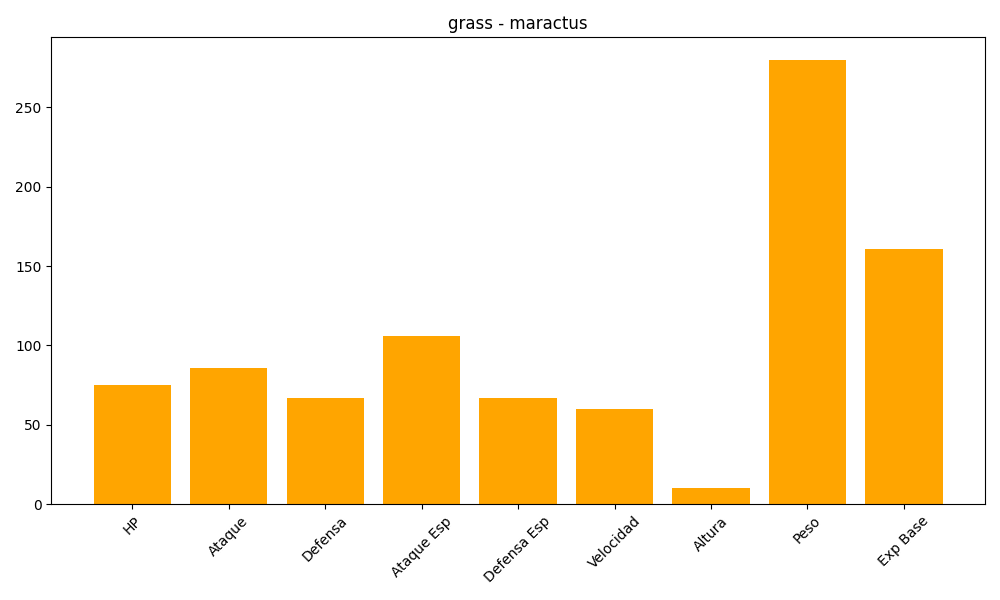 grass - maractus
250
200
150
100
50
0
HP
Ataque
Defensa
Ataque Esp
Defensa Esp
Velocidad
Altura
Peso
Exp Base